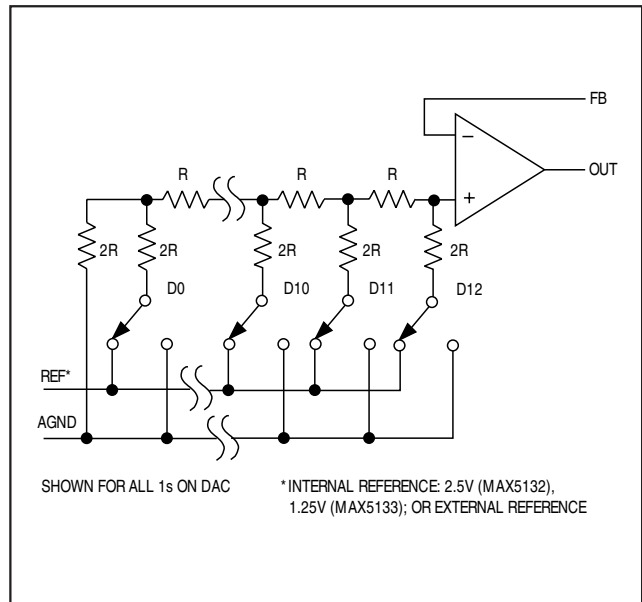 FB
−
OUT
R R R
+
2R 2R 2R 2R 2R
D0 D10 D11 D12
REF*
AGND
SHOWN FOR ALL 1s ON DAC
* INTERNAL REFERENCE: 2.5V (MAX5132),
1.25V (MAX5133); OR EXTERNAL REFERENCE